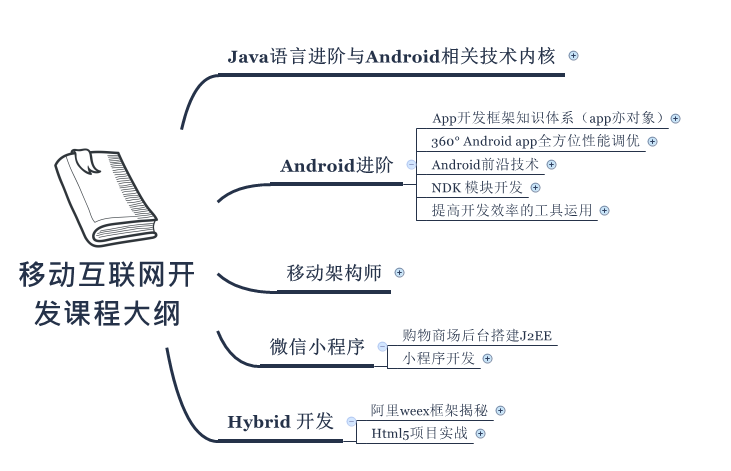 移动互联网开
发课程大纲
Java语言进阶与Android相关技术内核
Android进阶
App开发框架知识体系（app亦对象）
360° Android app全方位性能调优
Android前沿技术
NDK 模块开发
提高开发效率的工具运用
移动架构师
微信小程序
购物商场后台搭建J2EE
小程序开发
Hybrid 开发
阿里weex框架揭秘
Html5项目实战